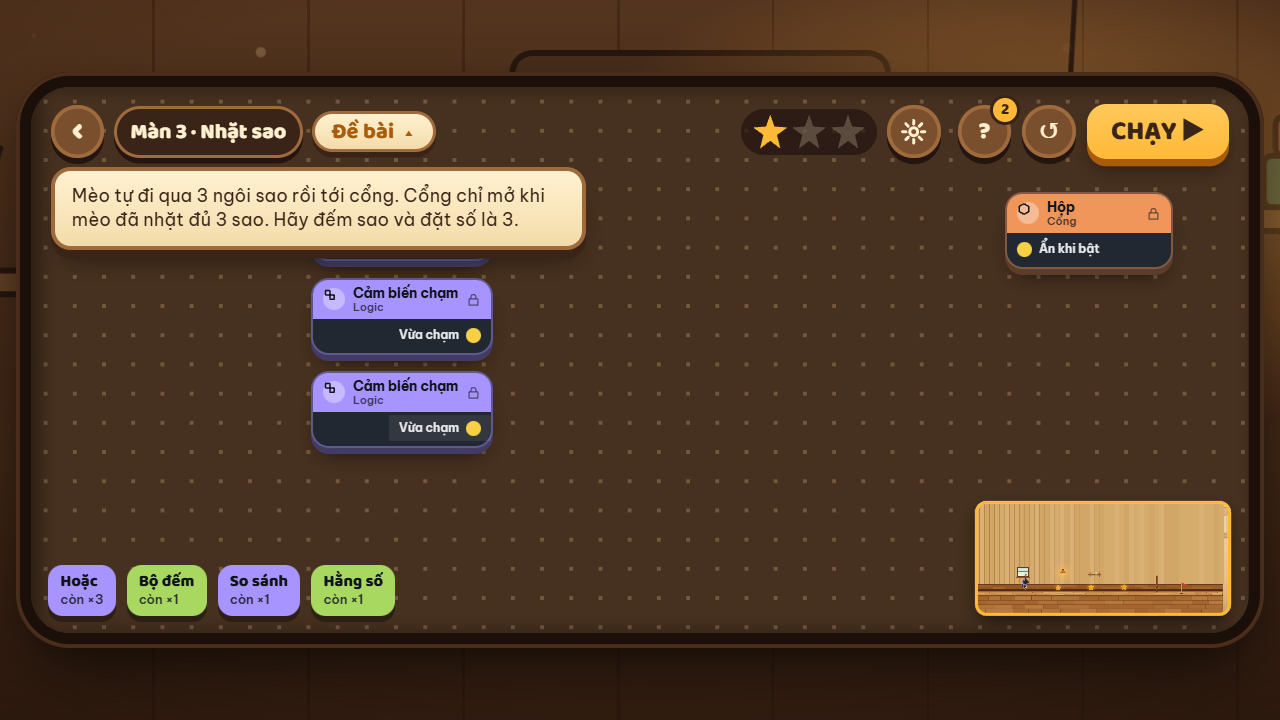 Màn 3 · Nhặt sao
Đề bài
2
?
CHẠY
Mèo tự đi qua 3 ngôi sao rồi tới cổng. Cổng chỉ mở khi
mèo đã nhặt đủ 3 sao. Hãy đếm sao và đặt số là 3.
Hộp
Cổng
Ẩn khi bật
Cảm biến chạm
Logic
Vừa chạm
Cảm biến chạm
Logic
Vừa chạm
Hoặc
còn ×3
Bộ đếm
còn ×1
So sánh
còn ×1
Hằng số
còn ×1